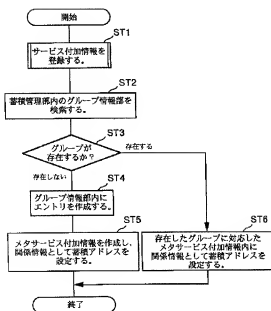 開始
ST1
サービス付加情報を
登録する。
ST2
蓄積管理部内のグループ情報部を
検索する。
ST3
グループが
存在するか?
存在する
存在しない
ST4
グループ情報部内に
エントリを作成する。
ST5
メタサービス付加情報を作成し、
関係情報として蓄積アドレスを
設定する。
ST6
存在したグループに対応した
メタサービス付加情報内に
関係情報として蓄積アドレスを
設定する。
終了